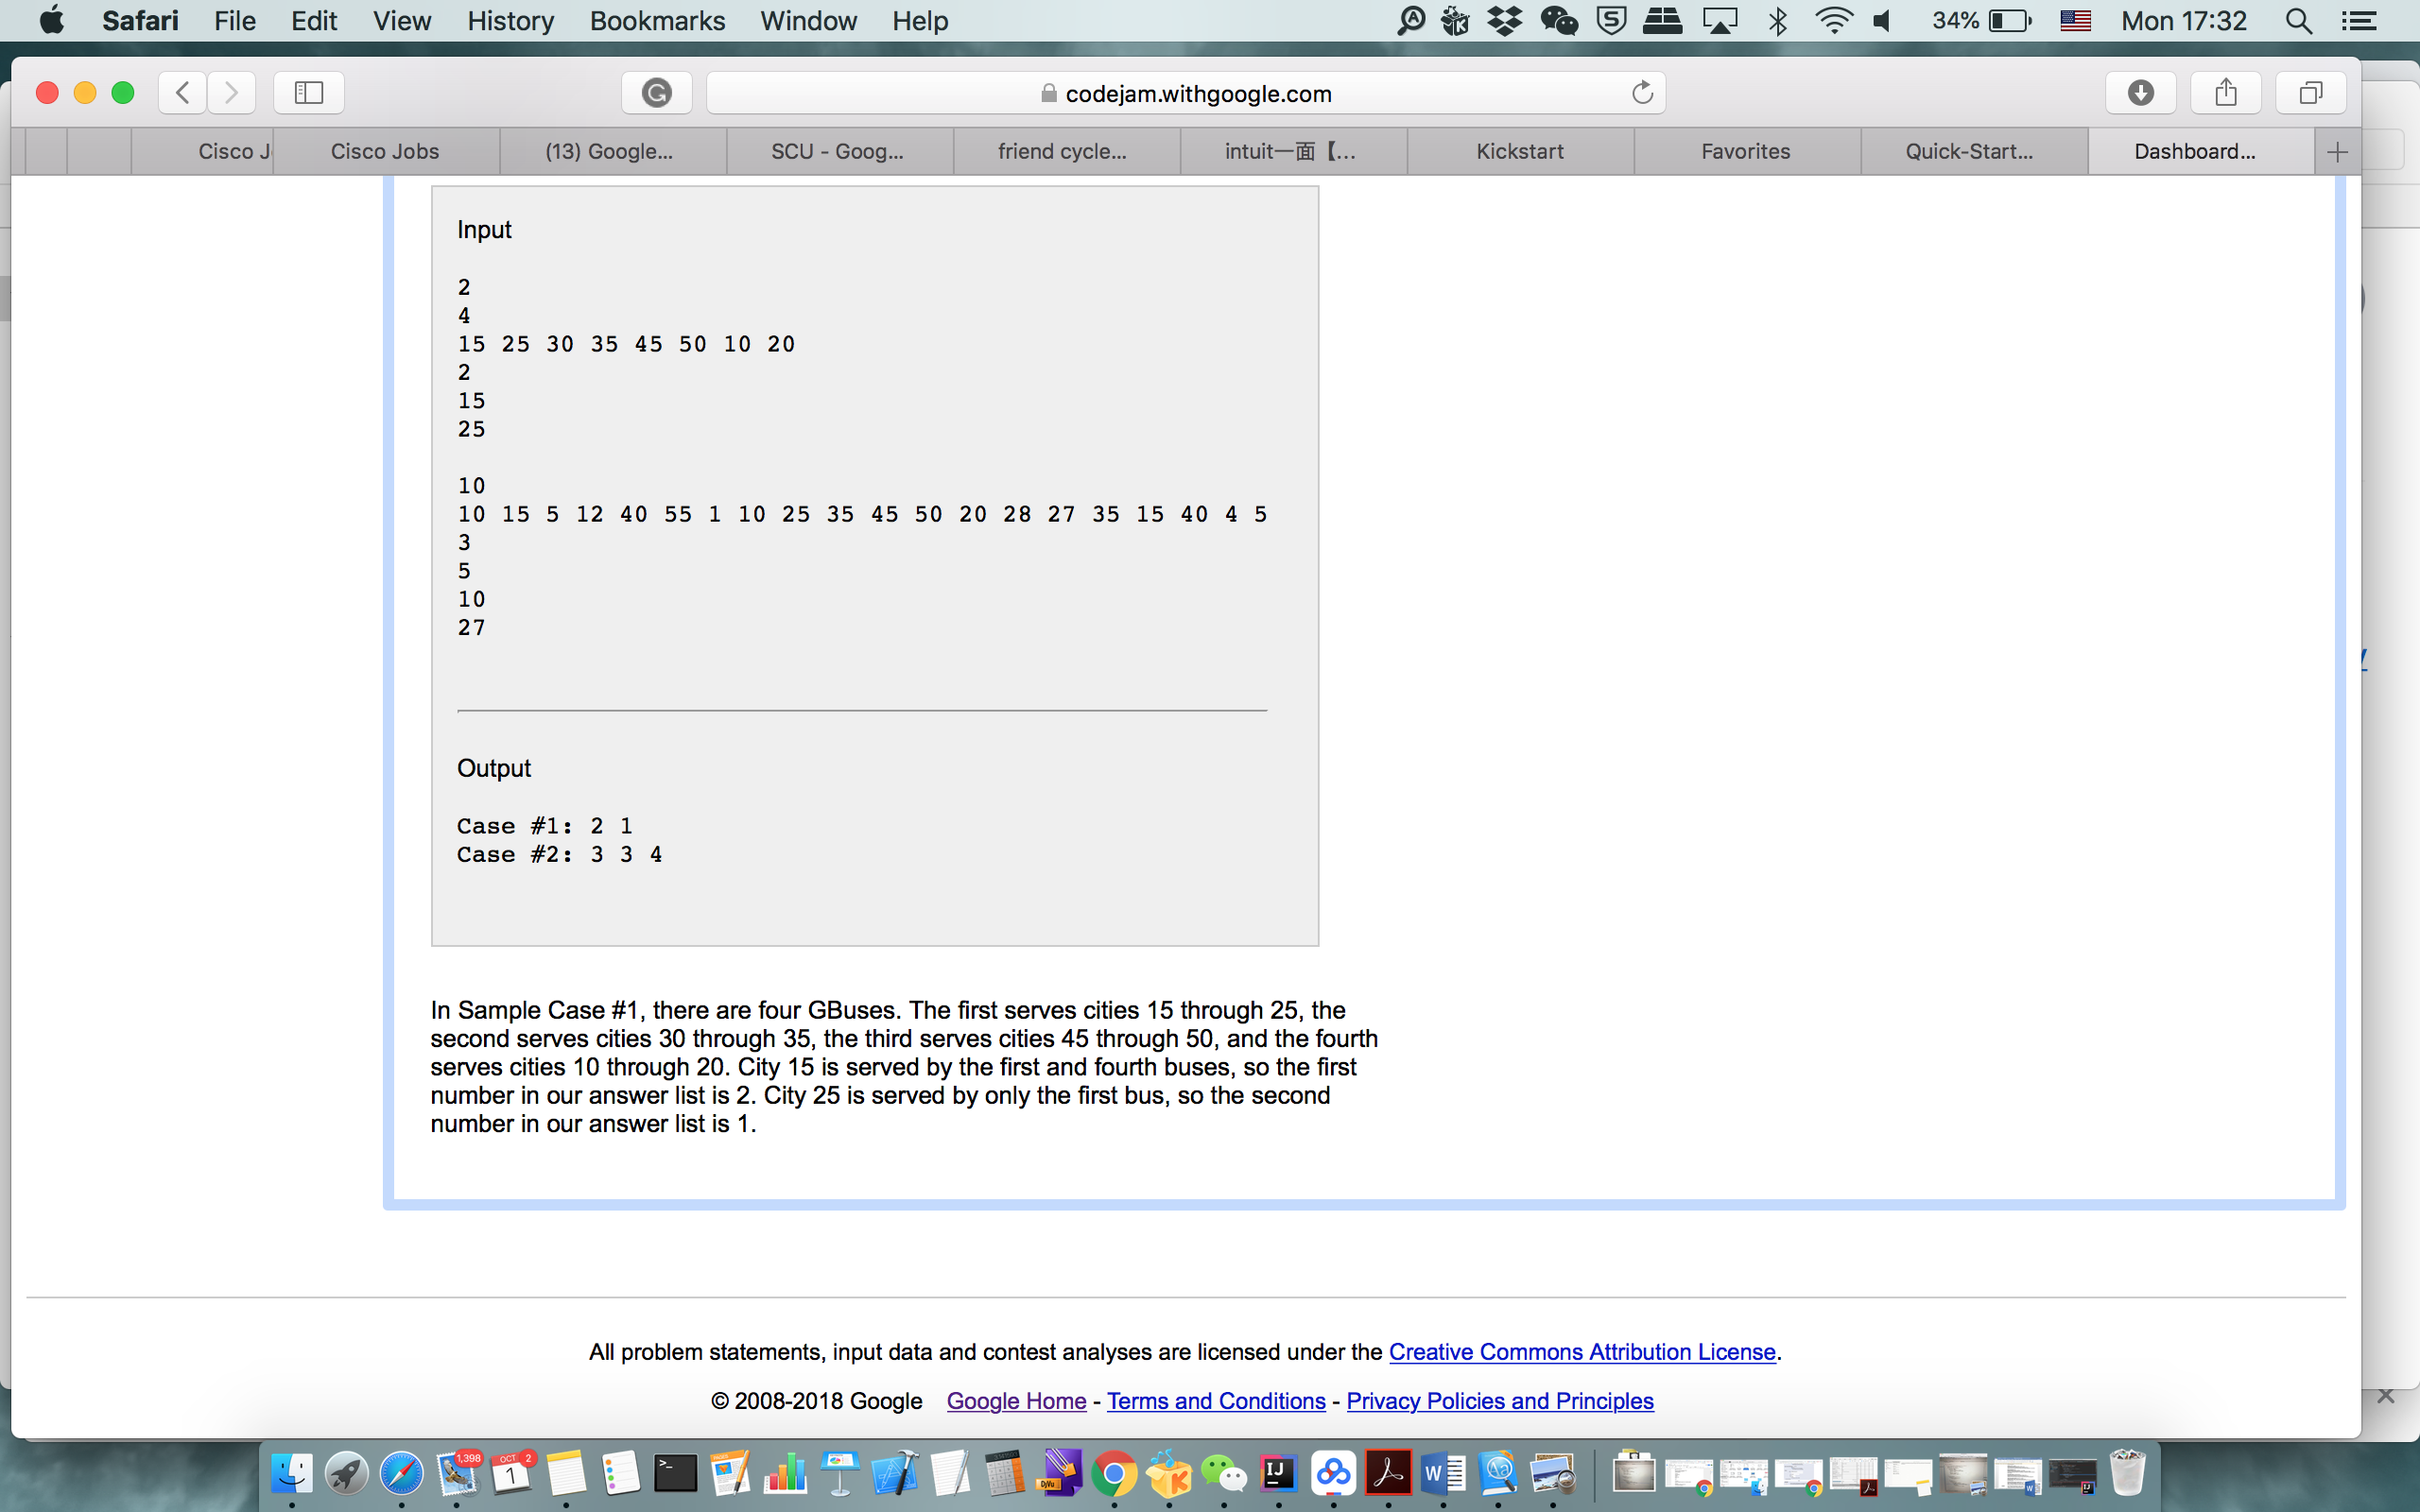 Safari File Edit View History Bookmarks Window Help 34% Mon 17:32
codejam.withgoogle.com
Cisco J Cisco Jobs (13) Google... SCU - Goog... friend cycle... intuit一面【... Kickstart Favorites Quick-Start... Dashboard...
Input
2
4
15 25 30 35 45 50 10 20
2
15
25
10
10 15 5 12 40 55 1 10 25 35 45 50 20 28 27 35 15 40 4 5
3
5
10
27
Output
Case #1: 2 1
Case #2: 3 3 4
In Sample Case #1, there are four GBuses. The first serves cities 15 through 25, the
second serves cities 30 through 35, the third serves cities 45 through 50, and the fourth
serves cities 10 through 20. City 15 is served by the first and fourth buses, so the first
number in our answer list is 2. City 25 is served by only the first bus, so the second
number in our answer list is 1.
All problem statements, input data and contest analyses are licensed under the Creative Commons Attribution License.
© 2008-2018 Google Google Home - Terms and Conditions - Privacy Policies and Principles
1,398 OCT 2 1 DjVu IJ W